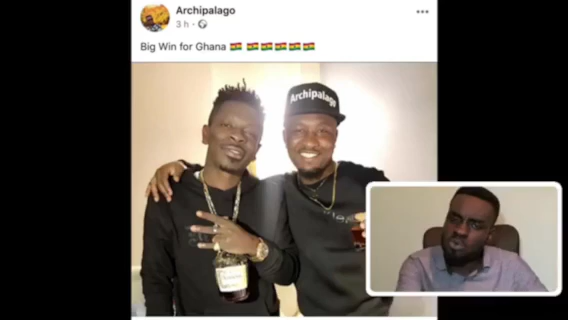 Archipalago
3 h ·
Big Win for Ghana 🇬🇭 🇬🇭🇬🇭🇬🇭🇬🇭🇬🇭
Archipalago